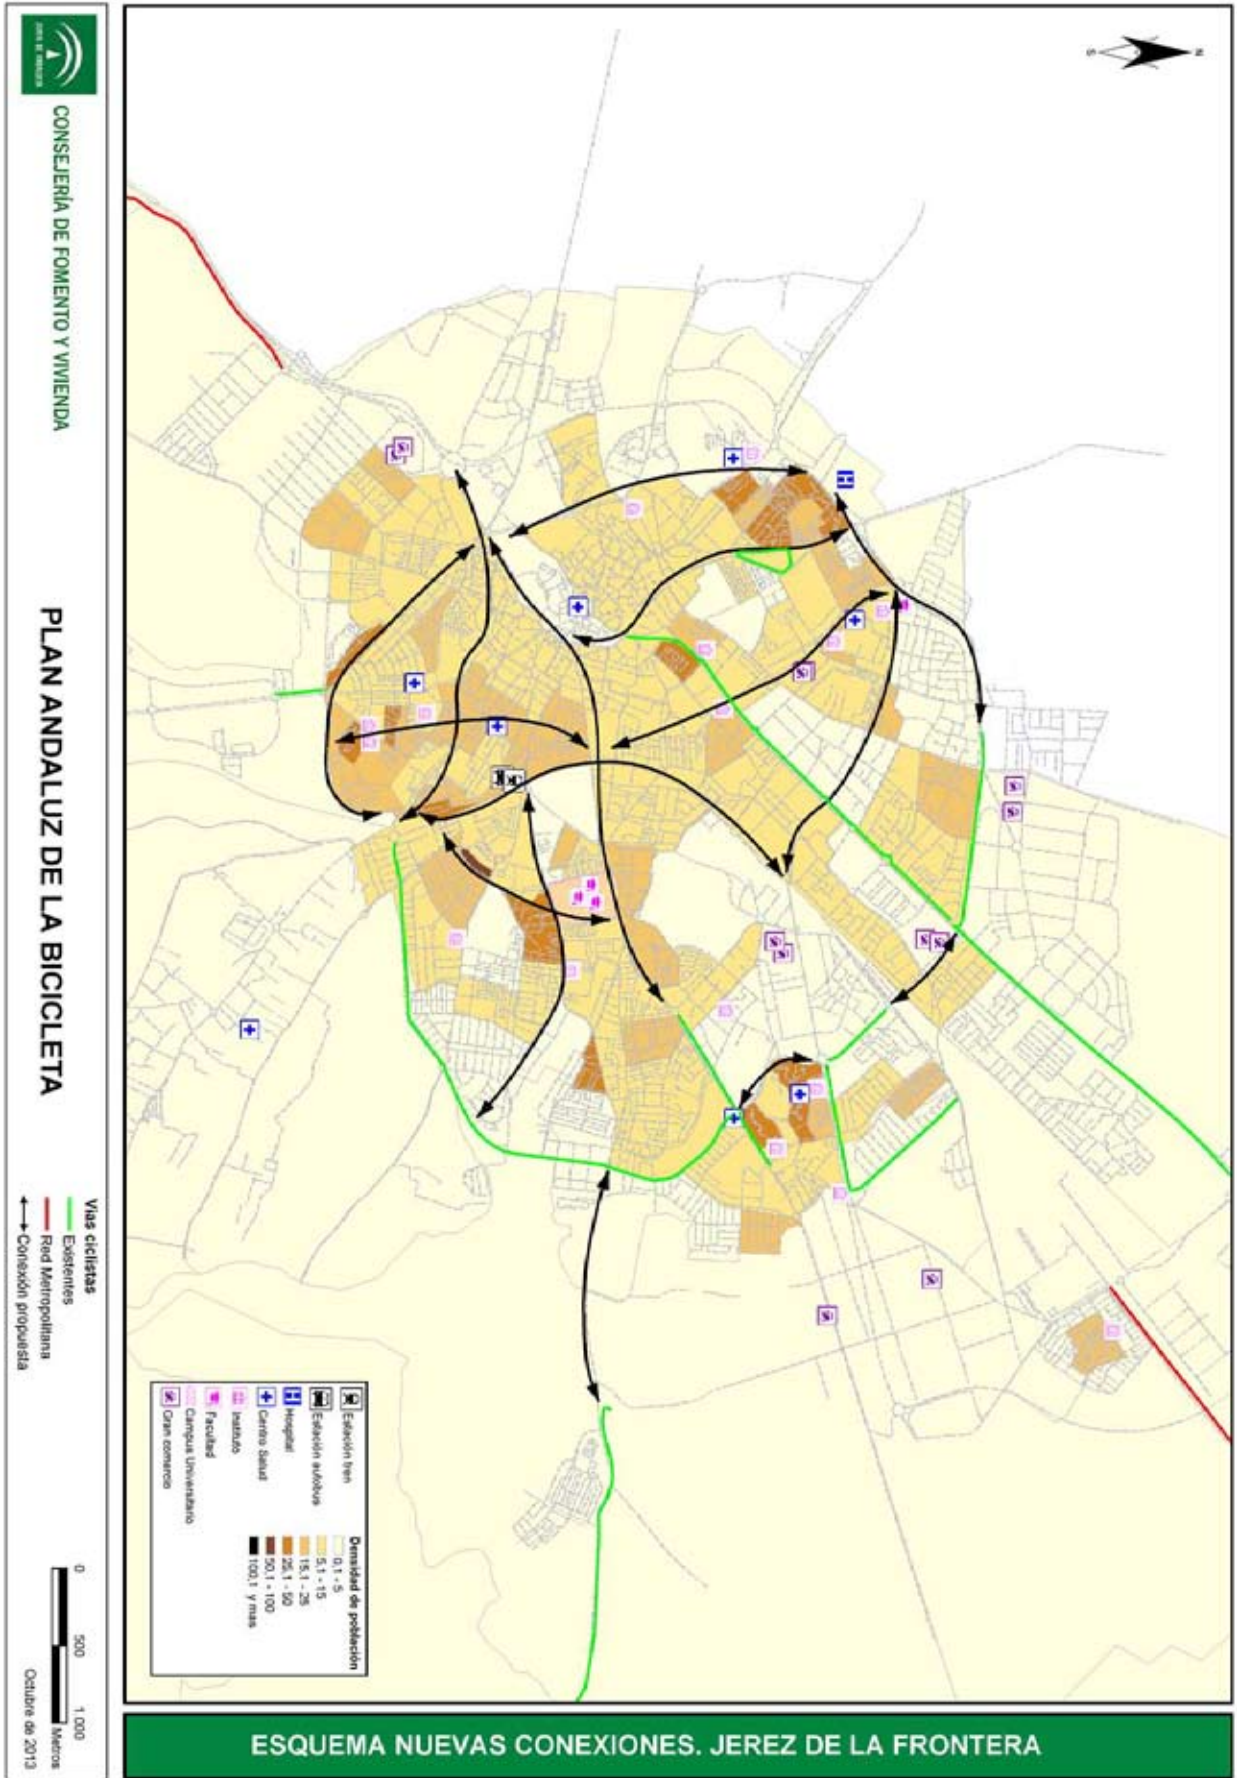 JUNTA DE ANDALUCIA
CONSEJERÍA DE FOMENTO Y VIVIENDA
PLAN ANDALUZ DE LA BICICLETA
Vías ciclistas
Existentes
Red Metropolitana
Conexión propuesta
0 500 1.000
Metros
Octubre de 2013
N
S
Estación tren
Estación autobus
Hospital
Centro Salud
Instituto
Facultad
Campus Universitario
Gran comercio
Densidad de población
0,1 - 5
5,1 - 15
15,1 - 25
25,1 - 50
50,1 - 100
100,1 y mas
ESQUEMA NUEVAS CONEXIONES. JEREZ DE LA FRONTERA